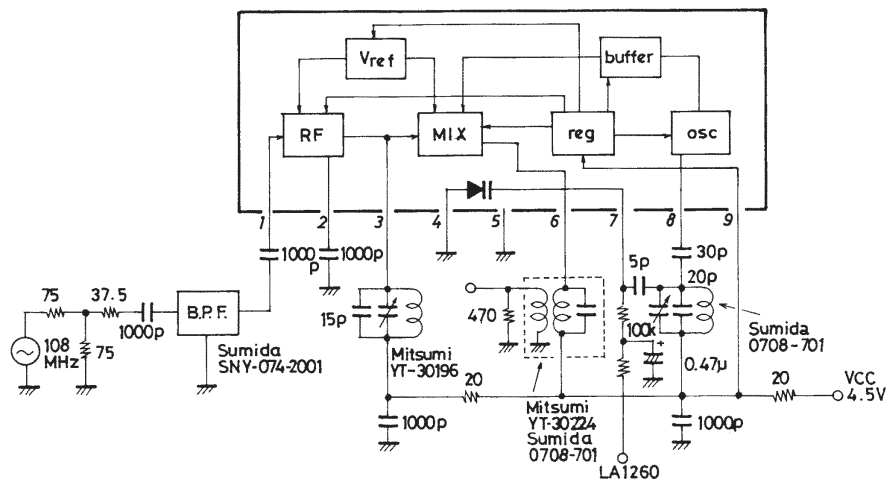 Vref
buffer
RF
MIX
reg
osc
1
2
3
4
5
6
7
8
9
1000
p
1000p
30p
5p
20p
75
37.5
1000p
B.P.F.
15p
470
100k
108
MHz
75
Sumida
SNY-074-2001
Mitsumi
YT-30196
0.47μ
+
Sumida
0708-701
20
20
VCC
4.5V
1000p
Mitsumi
YT-30224
Sumida
0708-701
1000p
LA1260